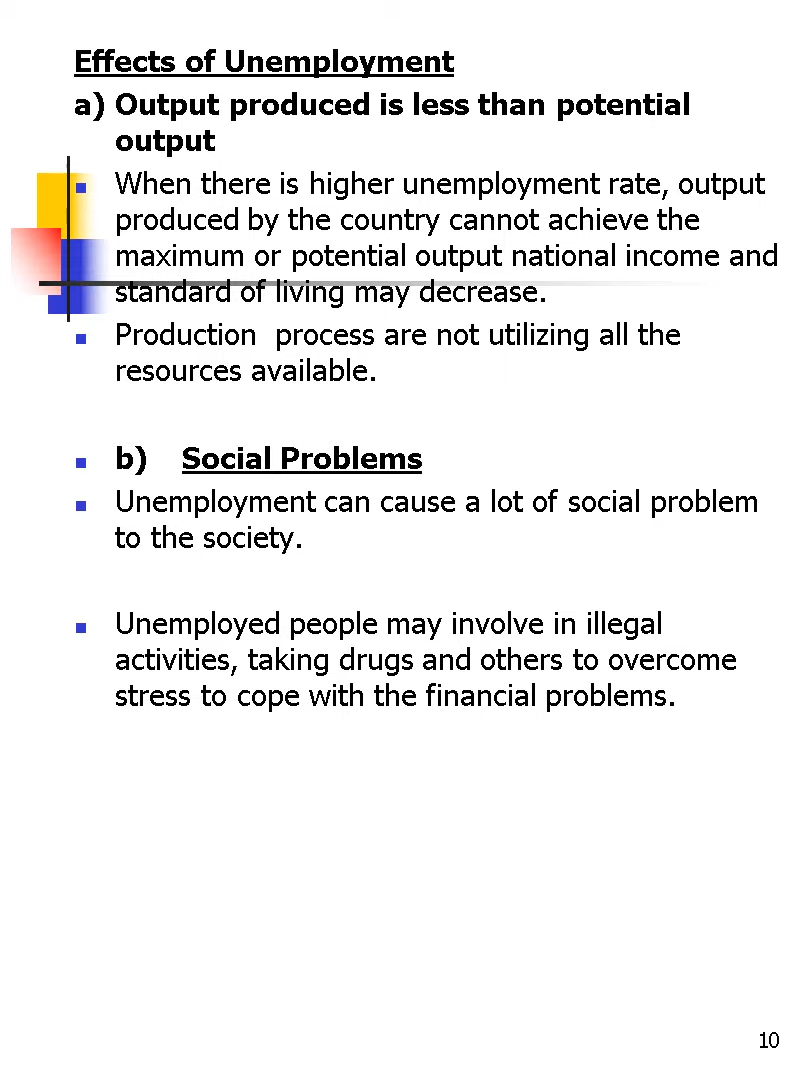 Effects of Unemployment
a) Output produced is less than potential
output
When there is higher unemployment rate, output
produced by the country cannot achieve the
maximum or potential output national income and
standard of living may decrease.
Production process are not utilizing all the
resources available.
b) Social Problems
Unemployment can cause a lot of social problem
to the society.
Unemployed people may involve in illegal
activities, taking drugs and others to overcome
stress to cope with the financial problems.
10